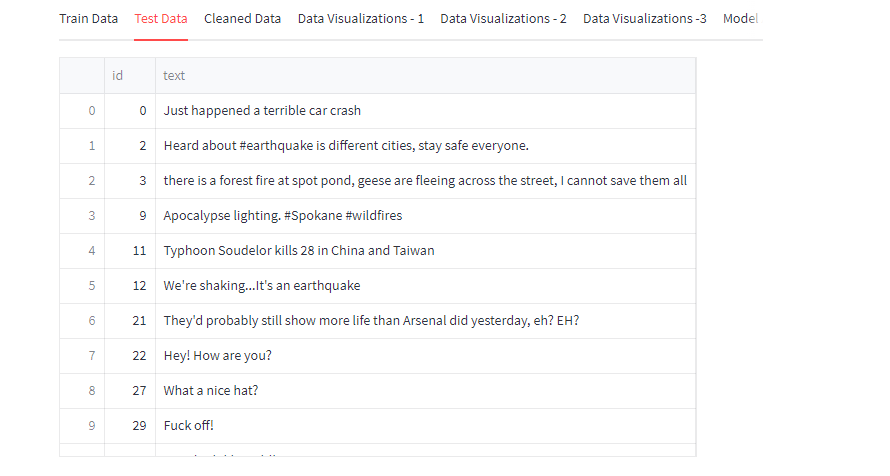 Train Data Test Data Cleaned Data Data Visualizations - 1 Data Visualizations - 2 Data Visualizations -3 Model
id text
0 0 Just happened a terrible car crash
1 2 Heard about #earthquake is different cities, stay safe everyone.
2 3 there is a forest fire at spot pond, geese are fleeing across the street, I cannot save them all
3 9 Apocalypse lighting. #Spokane #wildfires
4 11 Typhoon Soudelor kills 28 in China and Taiwan
5 12 We're shaking...It's an earthquake
6 21 They'd probably still show more life than Arsenal did yesterday, eh? EH?
7 22 Hey! How are you?
8 27 What a nice hat?
9 29 Fuck off!